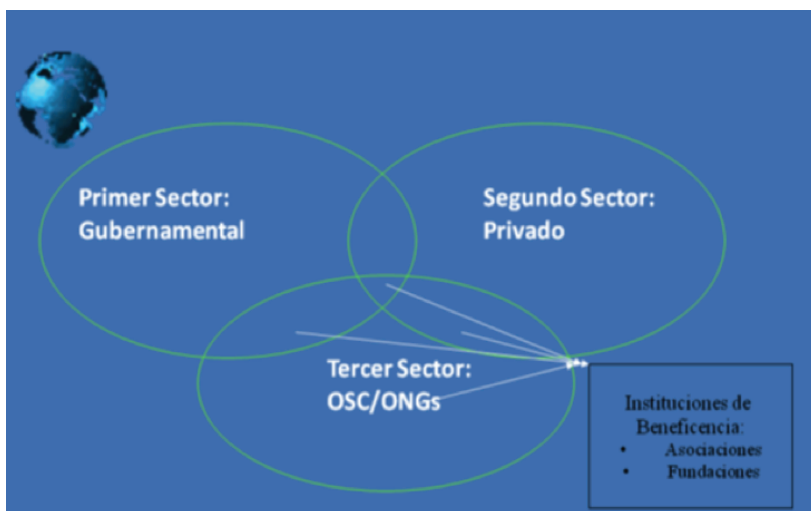 Primer Sector:
Gubernamental
Segundo Sector:
Privado
Tercer Sector:
OSC/ONGs
Instituciones de
Beneficencia:
• Asociaciones
• Fundaciones